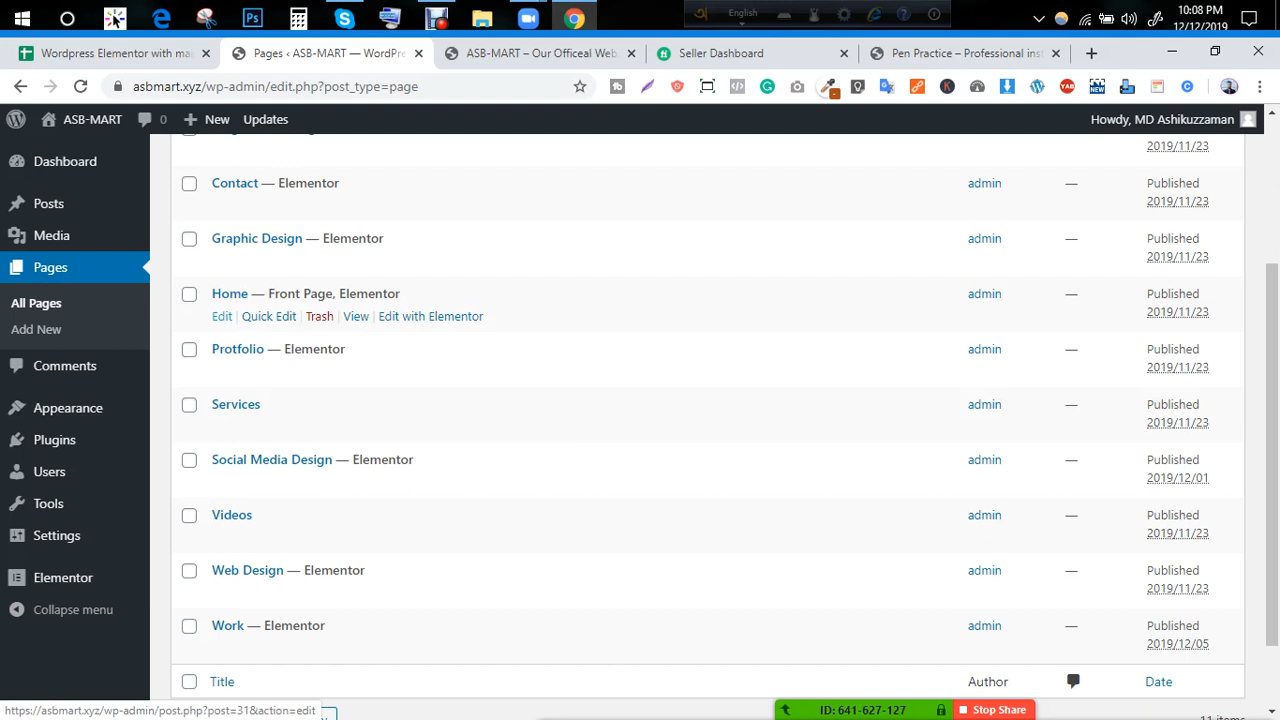 English
10:08 PM
12/12/2019
Wordpress Elementor with ma
Pages ‹ ASB-MART — WordPre
ASB-MART – Our Officeal Web
Seller Dashboard
Pen Practice – Professional inst
asbmart.xyz/wp-admin/edit.php?post_type=page
ASB-MART
0
New
Updates
Howdy, MD Ashikuzzaman
Dashboard
Posts
Media
Pages
All Pages
Add New
Comments
Appearance
Plugins
Users
Tools
Settings
Elementor
Collapse menu
2019/11/23
Contact — Elementor
admin
—
Published
2019/11/23
Graphic Design — Elementor
admin
—
Published
2019/11/23
Home — Front Page, Elementor
Edit | Quick Edit | Trash | View | Edit with Elementor
admin
—
Published
2019/11/23
Protfolio — Elementor
admin
—
Published
2019/11/23
Services
admin
—
Published
2019/11/23
Social Media Design — Elementor
admin
—
Published
2019/12/01
Videos
admin
—
Published
2019/11/23
Web Design — Elementor
admin
—
Published
2019/11/23
Work — Elementor
admin
—
Published
2019/12/05
Title
Author
Date
https://asbmart.xyz/wp-admin/post.php?post=31&action=edit
ID: 641-627-127
Stop Share